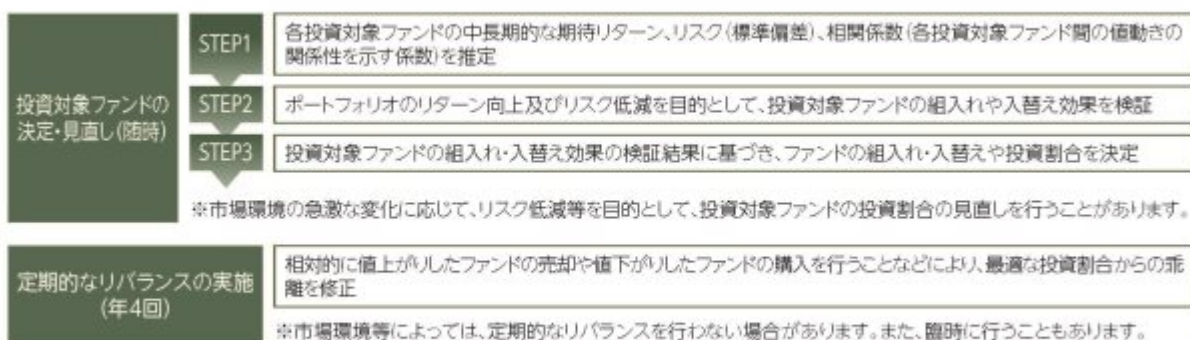 投資対象ファンドの
決定・見直し(随時)
STEP1
各投資対象ファンドの中長期的な期待リターン、リスク(標準偏差)、相関係数(各投資対象ファンド間の値動きの
関係性を示す係数)を推定
STEP2
ポートフォリオのリターン向上及びリスク低減を目的として、投資対象ファンドの組入れや入替え効果を検証
STEP3
投資対象ファンドの組入れ・入替え効果の検証結果に基づき、ファンドの組入れ・入替えや投資割合を決定
※市場環境の急激な変化に応じて、リスク低減等を目的として、投資対象ファンドの投資割合の見直しを行うことがあります。
定期的なリバランスの実施
(年4回)
相対的に値上がりしたファンドの売却や値下がりしたファンドの購入を行うことなどにより、最適な投資割合からの乖
離を修正
※市場環境等によっては、定期的なリバランスを行わない場合があります。また、臨時に行うこともあります。